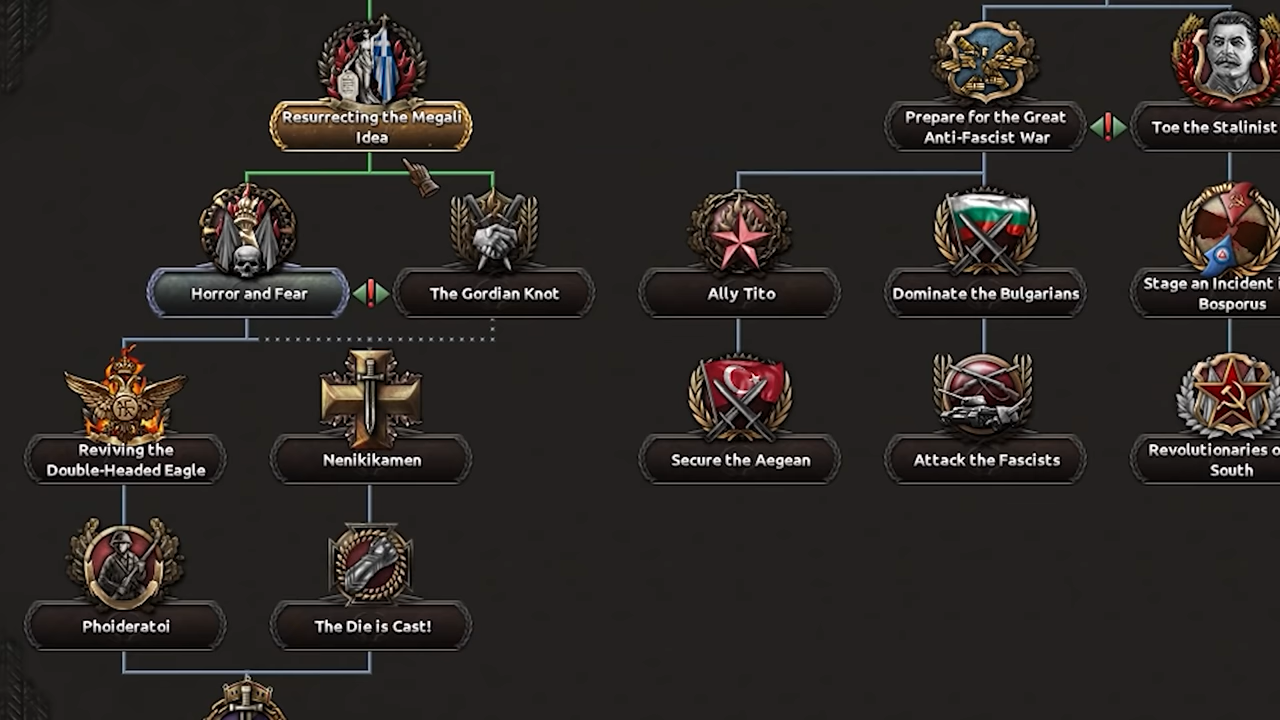 Resurrecting the Megali
Idea
Prepare for the Great
Anti-Fascist War
Toe the Stalinist
Horror and Fear
The Gordian Knot
Ally Tito
Dominate the Bulgarians
Stage an Incident i
Bosporus
Reviving the
Double-Headed Eagle
Nenikikamen
Secure the Aegean
Attack the Fascists
Revolutionaries o
South
Phoideratoi
The Die is Cast!